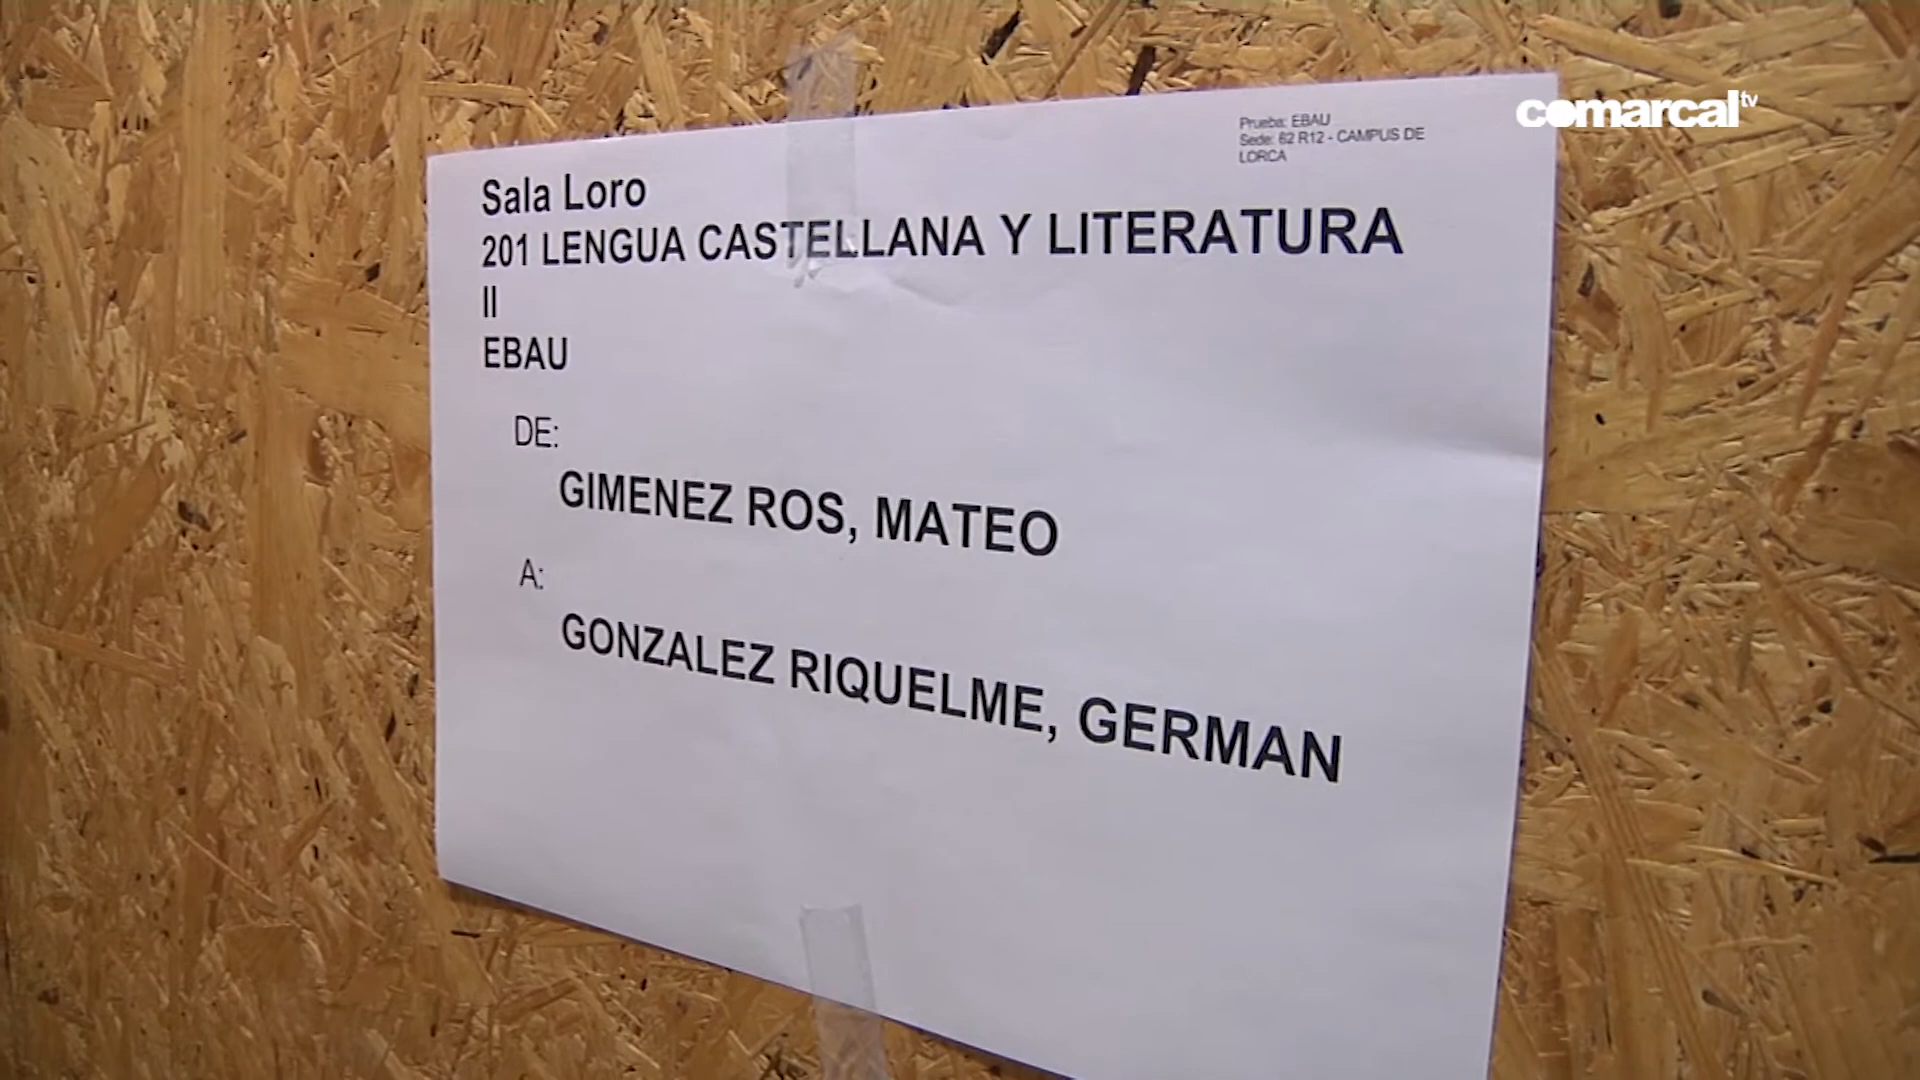 comarcal tv
Prueba: EBAU
Sede: 62 R12 - CAMPUS DE
LORCA
Sala Loro
201 LENGUA CASTELLANA Y LITERATURA
II
EBAU
DE:
GIMENEZ ROS, MATEO
A:
GONZALEZ RIQUELME, GERMAN